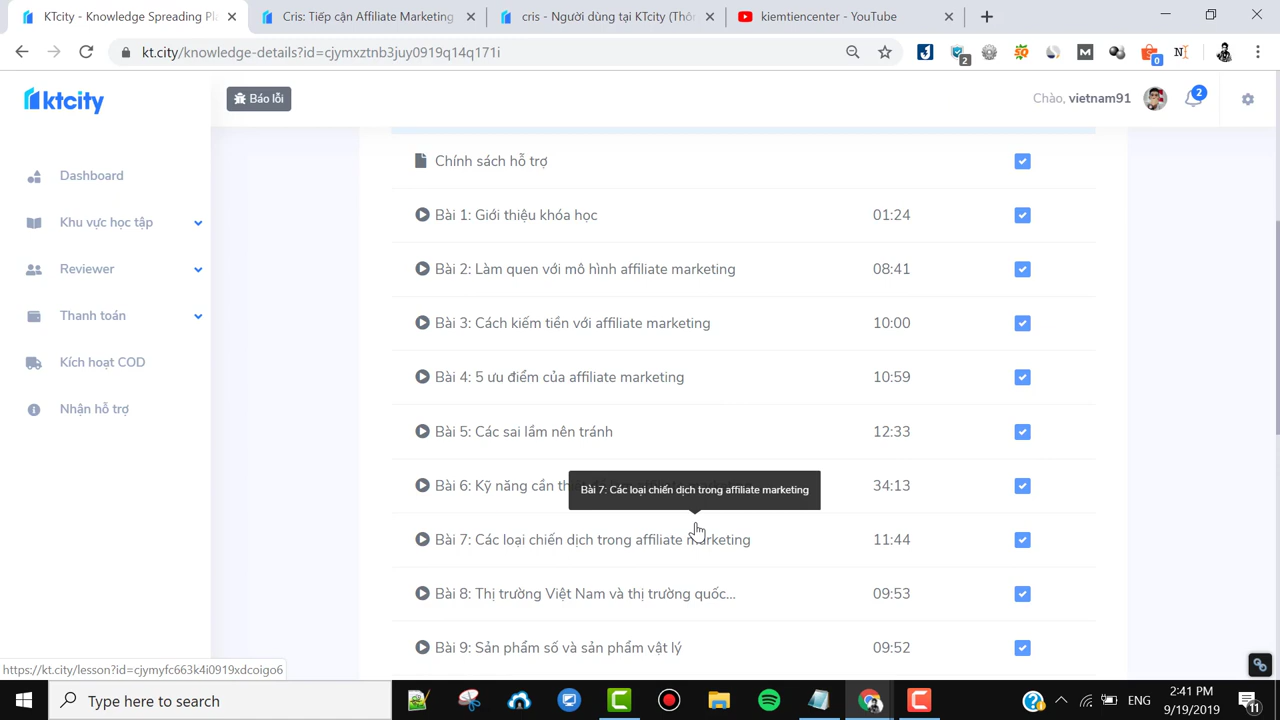 KTcity - Knowledge Spreading Pla
Cris: Tiếp cận Affiliate Marketing
cris - Người dùng tại KTcity (Thôn
kiemtiencenter - YouTube
kt.city/knowledge-details?id=cjymxztnb3juy0919q14q171i
2
0
ktcity
Báo lỗi
Chào, vietnam91
2
Dashboard
Khu vực học tập
Reviewer
Thanh toán
Kích hoạt COD
Nhận hỗ trợ
Chính sách hỗ trợ
Bài 1: Giới thiệu khóa học 01:24
Bài 2: Làm quen với mô hình affiliate marketing 08:41
Bài 3: Cách kiếm tiền với affiliate marketing 10:00
Bài 4: 5 ưu điểm của affiliate marketing 10:59
Bài 5: Các sai lầm nên tránh 12:33
Bài 6: Kỹ năng cần 34:13
Bài 7: Các loại chiến dịch trong affiliate marketing
Bài 7: Các loại chiến dịch trong affiliate marketing 11:44
Bài 8: Thị trường Việt Nam và thị trường quốc... 09:53
Bài 9: Sản phẩm số và sản phẩm vật lý 09:52
https://kt.city/lesson?id=cjymyfc663k4i0919xdcoigo6
Type here to search
ENG
2:41 PM
9/19/2019
11